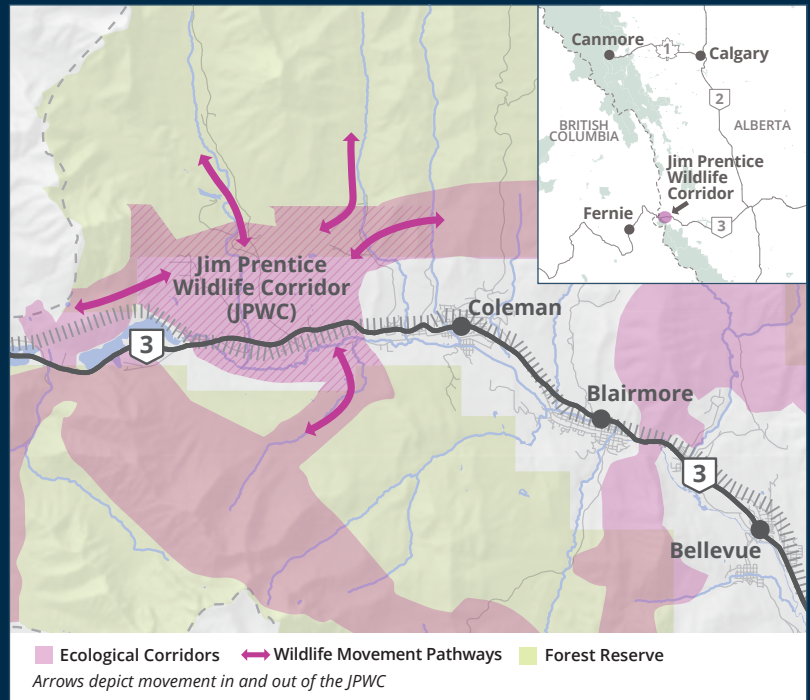 Canmore
1
Calgary
2
BRITISH
COLUMBIA
ALBERTA
Jim Prentice
Wildlife
Corridor
Fernie
3
Jim Prentice
Wildlife Corridor
(JPWC)
Coleman
3
Blairmore
3
Bellevue
Ecological Corridors
Wildlife Movement Pathways
Forest Reserve
Arrows depict movement in and out of the JPWC